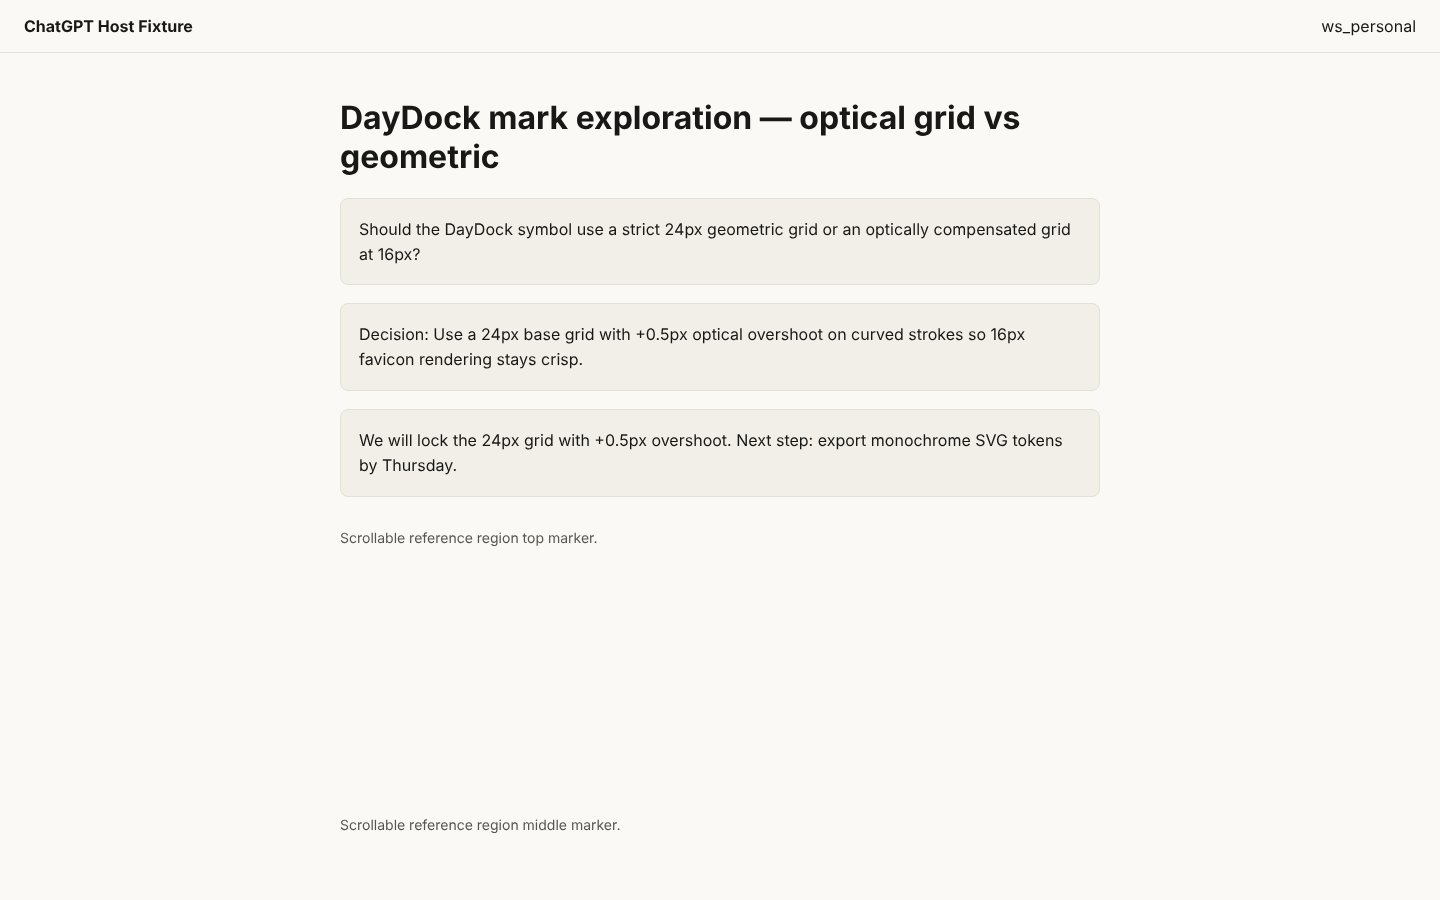 ChatGPT Host Fixture
ws_personal
DayDock mark exploration — optical grid vs
geometric
Should the DayDock symbol use a strict 24px geometric grid or an optically compensated grid
at 16px?
Decision: Use a 24px base grid with +0.5px optical overshoot on curved strokes so 16px
favicon rendering stays crisp.
We will lock the 24px grid with +0.5px overshoot. Next step: export monochrome SVG tokens
by Thursday.
Scrollable reference region top marker.
Scrollable reference region middle marker.